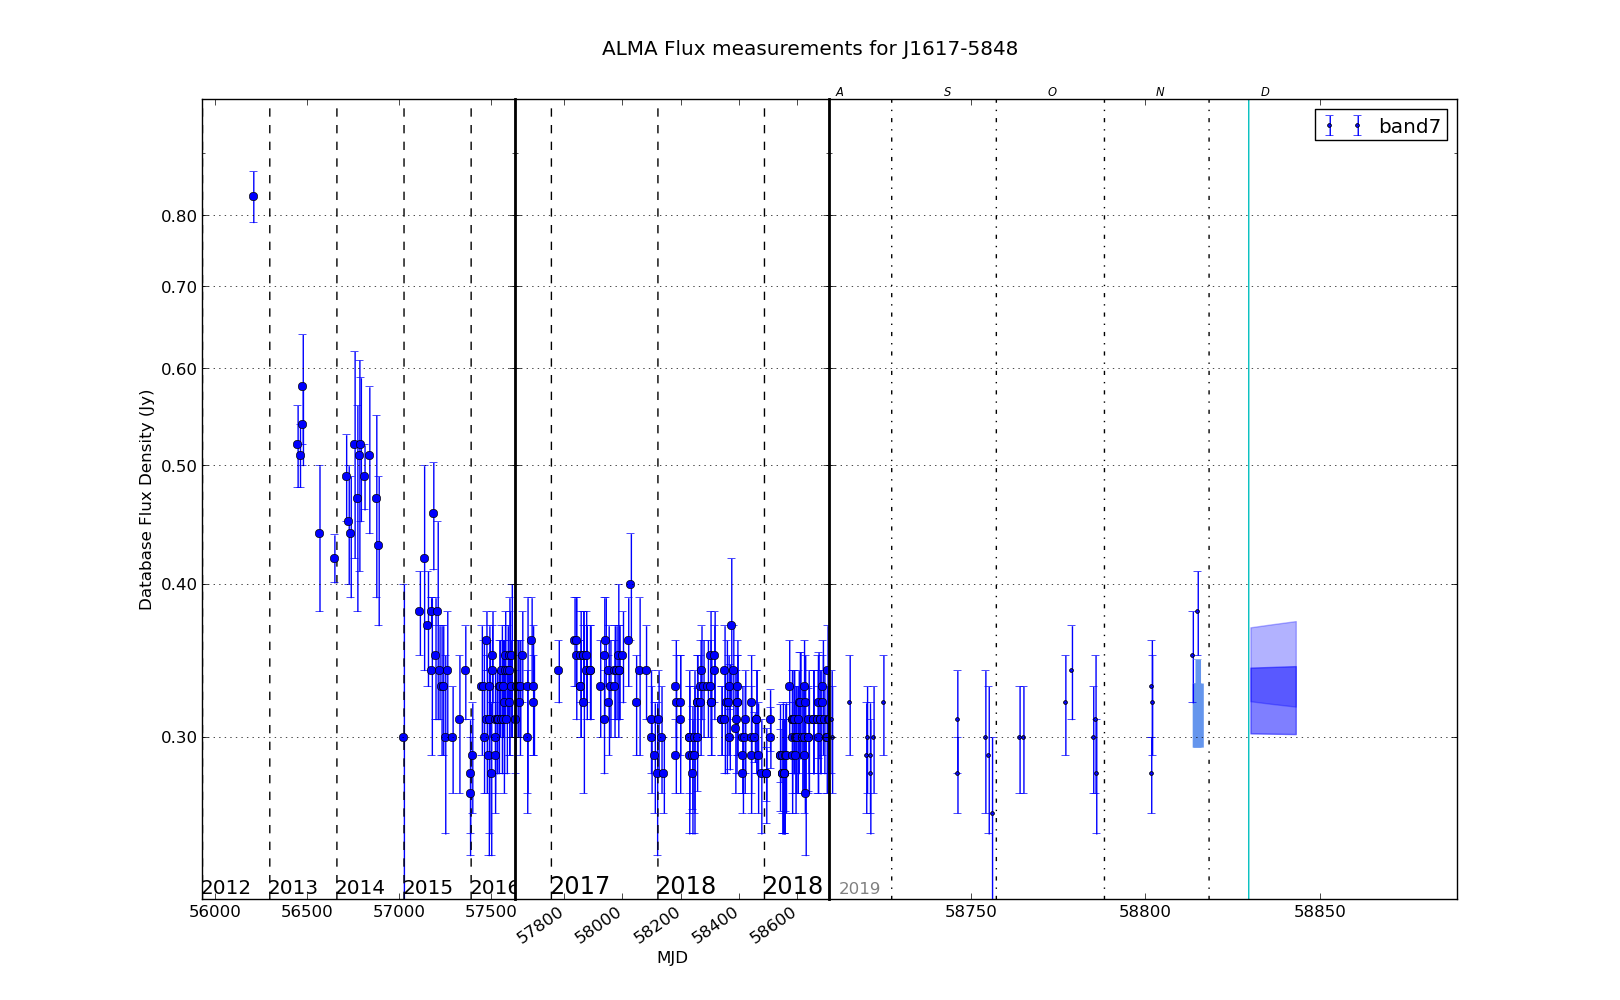 ALMA Flux measurements for J1617-5848
A S O N D
band7
0.80
0.70
0.60
0.50
0.40
0.30
Database Flux Density (Jy)
2012 2013 2014 2015 2016 2017 2018 2018 2019
56000 56500 57000 57500 57800 58000 58200 58400 58600 58750 58800 58850
MJD